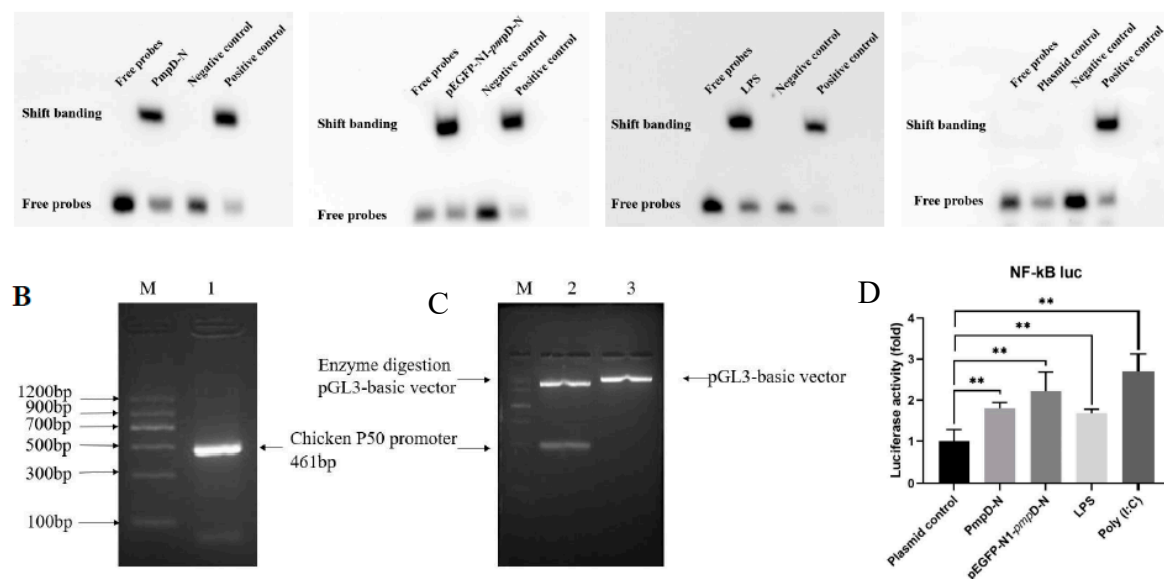 Free probes
PmpD-N
Negative control
Positive control
Shift banding
Free probes
Free probes
pEGFP-N1-pmpD-N
Negative control
Positive control
Shift banding
Free probes
Free probes
LPS
Negative control
Positive control
Shift banding
Free probes
Free probes
Plasmid control
Negative control
Positive control
Shift banding
Free probes
B
M 1
1200bp
900bp
700bp
500bp
300bp
100bp
Chicken P50 promoter
461bp
C
M 2 3
Enzyme digestion
pGL3-basic vector
pGL3-basic vector
D
NF-kB luc
Luciferase activity (fold)
4
3
2
1
0
**
**
**
**
Plasmid control
PmpD-N
pEGFP-N1-pmpD-N
LPS
Poly (I:C)